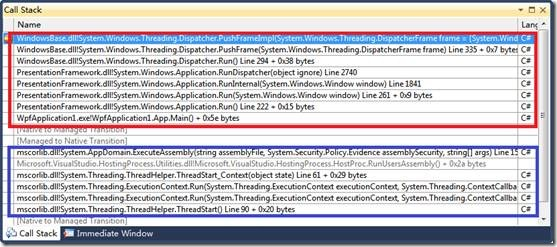 Call Stack
Name Lang
WindowsBase.dll!System.Windows.Threading.Dispatcher.PushFrameImpl(System.Windows.Threading.DispatcherFrame frame = {System.Wind C#
WindowsBase.dll!System.Windows.Threading.Dispatcher.PushFrame(System.Windows.Threading.DispatcherFrame frame) Line 335 + 0x7 b C#
WindowsBase.dll!System.Windows.Threading.Dispatcher.Run() Line 294 + 0x38 bytes C#
PresentationFramework.dll!System.Windows.Application.RunDispatcher(object ignore) Line 2740 C#
PresentationFramework.dll!System.Windows.Application.RunInternal(System.Windows.Window window) Line 1841 C#
PresentationFramework.dll!System.Windows.Application.Run(System.Windows.Window window) Line 261 + 0x9 bytes C#
PresentationFramework.dll!System.Windows.Application.Run() Line 222 + 0x15 bytes C#
WpfApplication1.exe!WpfApplication1.App.Main() + 0x5e bytes C#
[Native to Managed Transition]
[Managed to Native Transition]
mscorlib.dll!System.AppDomain.ExecuteAssembly(string assemblyFile, System.Security.Policy.Evidence assemblySecurity, string[] args) Line 15 C#
Microsoft.VisualStudio.HostingProcess.Utilities.dll!Microsoft.VisualStudio.HostingProcess.HostProc.RunUsersAssembly() + 0x2a bytes C#
mscorlib.dll!System.Threading.ThreadHelper.ThreadStart_Context(object state) Line 61 + 0x29 bytes C#
mscorlib.dll!System.Threading.ExecutionContext.Run(System.Threading.ExecutionContext executionContext, System.Threading.ContextCallba C#
mscorlib.dll!System.Threading.ExecutionContext.Run(System.Threading.ExecutionContext executionContext, System.Threading.ContextCallba C#
mscorlib.dll!System.Threading.ThreadHelper.ThreadStart() Line 90 + 0x20 bytes C#
[Native to Managed Transition]
Call Stack Immediate Window